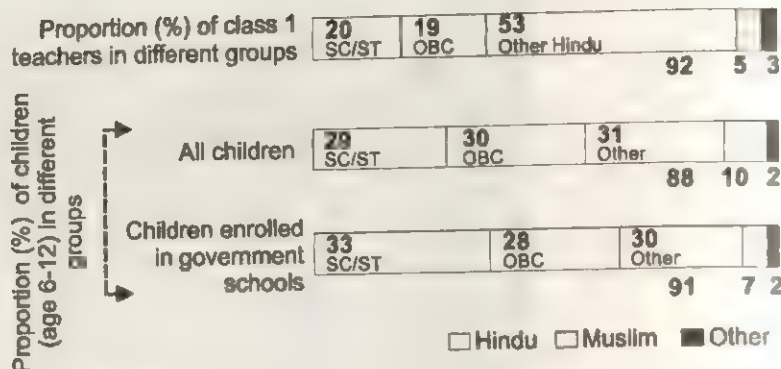 Proportion (%) of class 1
teachers in different groups
20 19 53
SC/ST OBC Other Hindu
92 5 3
Proportion (%) of children
(age 6-12) in different
groups
All children
29 30 31
SC/ST OBC Other
88 10 2
Children enrolled
in government
schools
33 28 30
SC/ST OBC Other
91 7 2
Hindu Muslim Other